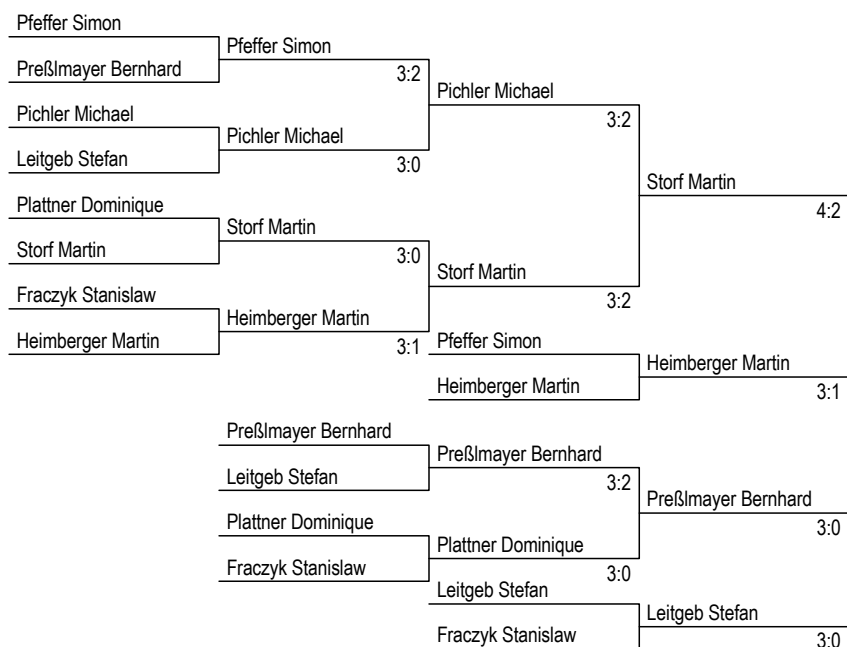 Pfeffer Simon
Pfeffer Simon
Preßlmayer Bernhard
3:2
Pichler Michael
Pichler Michael
3:2
Pichler Michael
Leitgeb Stefan
3:0
Storf Martin
4:2
Plattner Dominique
Storf Martin
Storf Martin
3:0
Storf Martin
3:2
Fraczyk Stanislaw
Heimberger Martin
Heimberger Martin
3:1
Pfeffer Simon
Heimberger Martin
Heimberger Martin
3:1
Preßlmayer Bernhard
Preßlmayer Bernhard
Leitgeb Stefan
3:2
Preßlmayer Bernhard
3:0
Plattner Dominique
Plattner Dominique
Fraczyk Stanislaw
3:0
Leitgeb Stefan
Leitgeb Stefan
Fraczyk Stanislaw
3:0